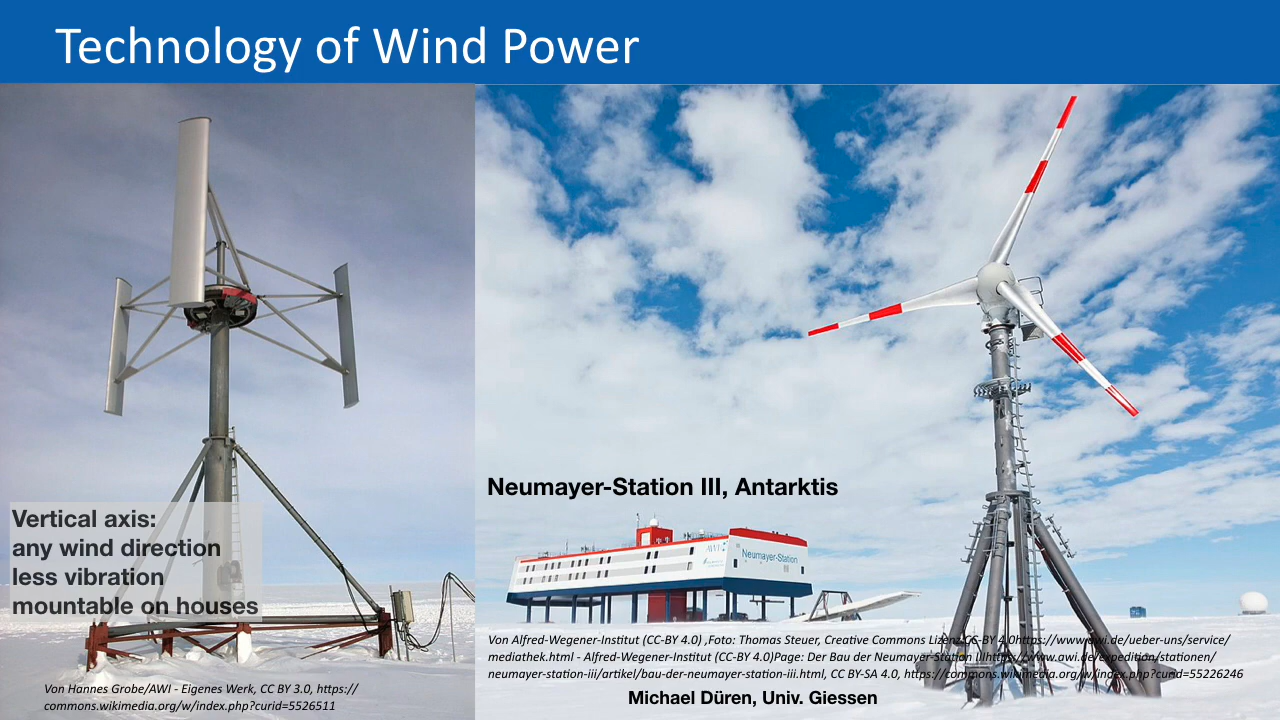 Technology of Wind Power
Vertical axis:
any wind direction
less vibration
mountable on houses
Von Hannes Grobe/AWI - Eigenes Werk, CC BY 3.0, https://
commons.wikimedia.org/w/index.php?curid=5526511
Neumayer-Station III, Antarktis
AWI
Neumayer-Station
Von Alfred-Wegener-Institut (CC-BY 4.0) ,Foto: Thomas Steuer, Creative Commons Lizenz CC-BY 4.0https://www.awi.de/ueber-uns/service/
mediathek.html - Alfred-Wegener-Institut (CC-BY 4.0)Page: Der Bau der Neumayer-Station IIIhttps://www.awi.de/expedition/stationen/
neumayer-station-iii/artikel/bau-der-neumayer-station-iii.html, CC BY-SA 4.0, https://commons.wikimedia.org/w/index.php?curid=55226246
Michael Düren, Univ. Giessen